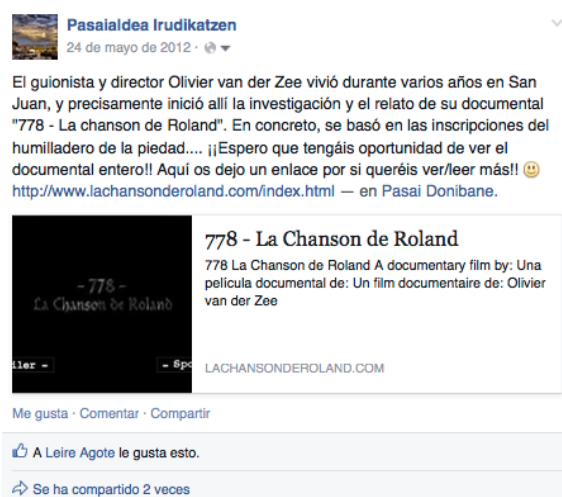 Pasaialdea Irudikatzen
24 de mayo de 2012 ·
El guionista y director Olivier van der Zee vivió durante varios años en San
Juan, y precisamente inició allí la investigación y el relato de su documental
"778 - La chanson de Roland". En concreto, se basó en las inscripciones del
humilladero de la piedad.... ¡¡Espero que tengáis oportunidad de ver el
documental entero!! Aquí os dejo un enlace por si queréis ver/leer más!!
http://www.lachansonderoland.com/index.html — en Pasai Donibane.
- 778 -
La Chanson de Roland
iler -
- Spo
778 - La Chanson de Roland
778 La Chanson de Roland A documentary film by: Una
película documental de: Un film documentaire de: Olivier
van der Zee
LACHANSONDEROLAND.COM
Me gusta · Comentar · Compartir
A Leire Agote le gusta esto.
Se ha compartido 2 veces